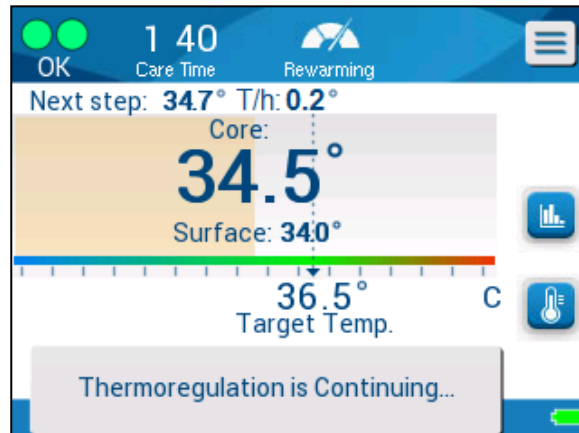 1 40
OK Care Time Rewarming
Next step: 34.7° T/h: 0.2°
Core:
34.5°
Surface: 34.0°
36.5° C
Target Temp.
Thermoregulation is Continuing...